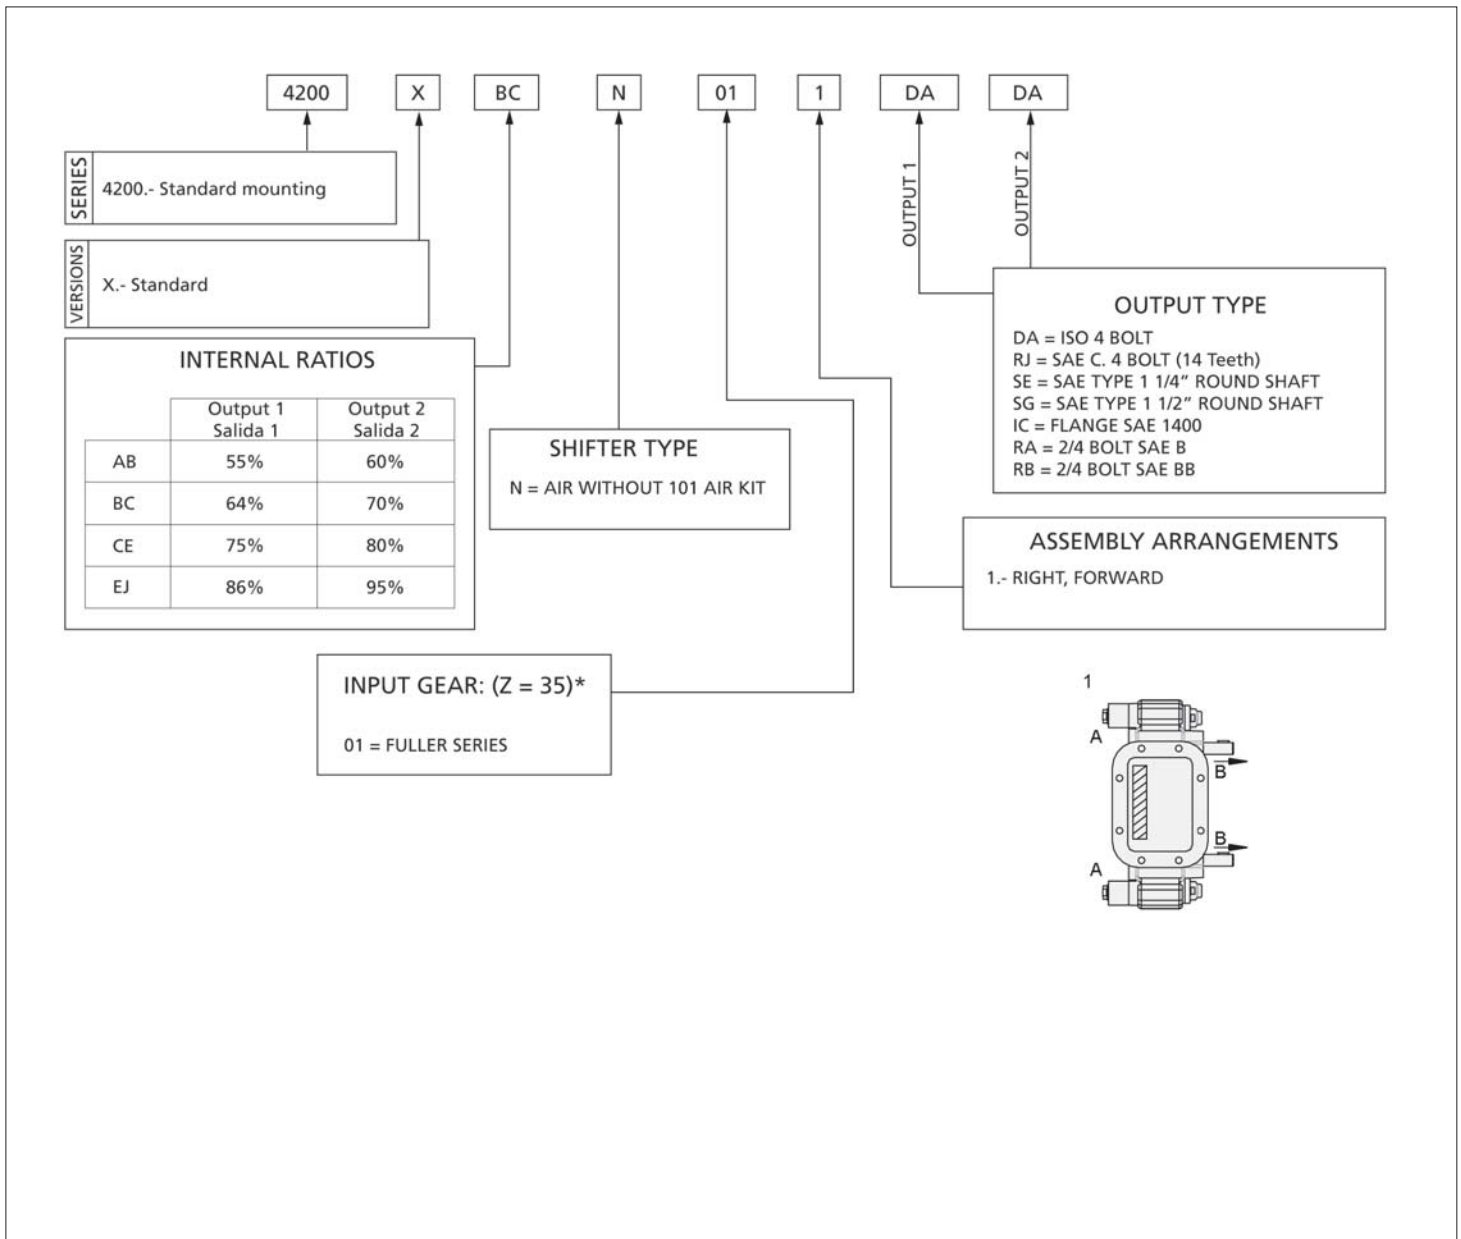 4200 X BC N 01 1 DA DA
SERIES
4200.- Standard mounting
VERSIONS
X.- Standard
OUTPUT 1
OUTPUT 2
INTERNAL RATIOS
Output 1 Output 2
Salida 1 Salida 2
AB 55% 60%
BC 64% 70%
CE 75% 80%
EJ 86% 95%
SHIFTER TYPE
N = AIR WITHOUT 101 AIR KIT
OUTPUT TYPE
DA = ISO 4 BOLT
RJ = SAE C. 4 BOLT (14 Teeth)
SE = SAE TYPE 1 1/4” ROUND SHAFT
SG = SAE TYPE 1 1/2” ROUND SHAFT
IC = FLANGE SAE 1400
RA = 2/4 BOLT SAE B
RB = 2/4 BOLT SAE BB
ASSEMBLY ARRANGEMENTS
1.- RIGHT, FORWARD
INPUT GEAR: (Z = 35)*
01 = FULLER SERIES
1
A
B
B
A